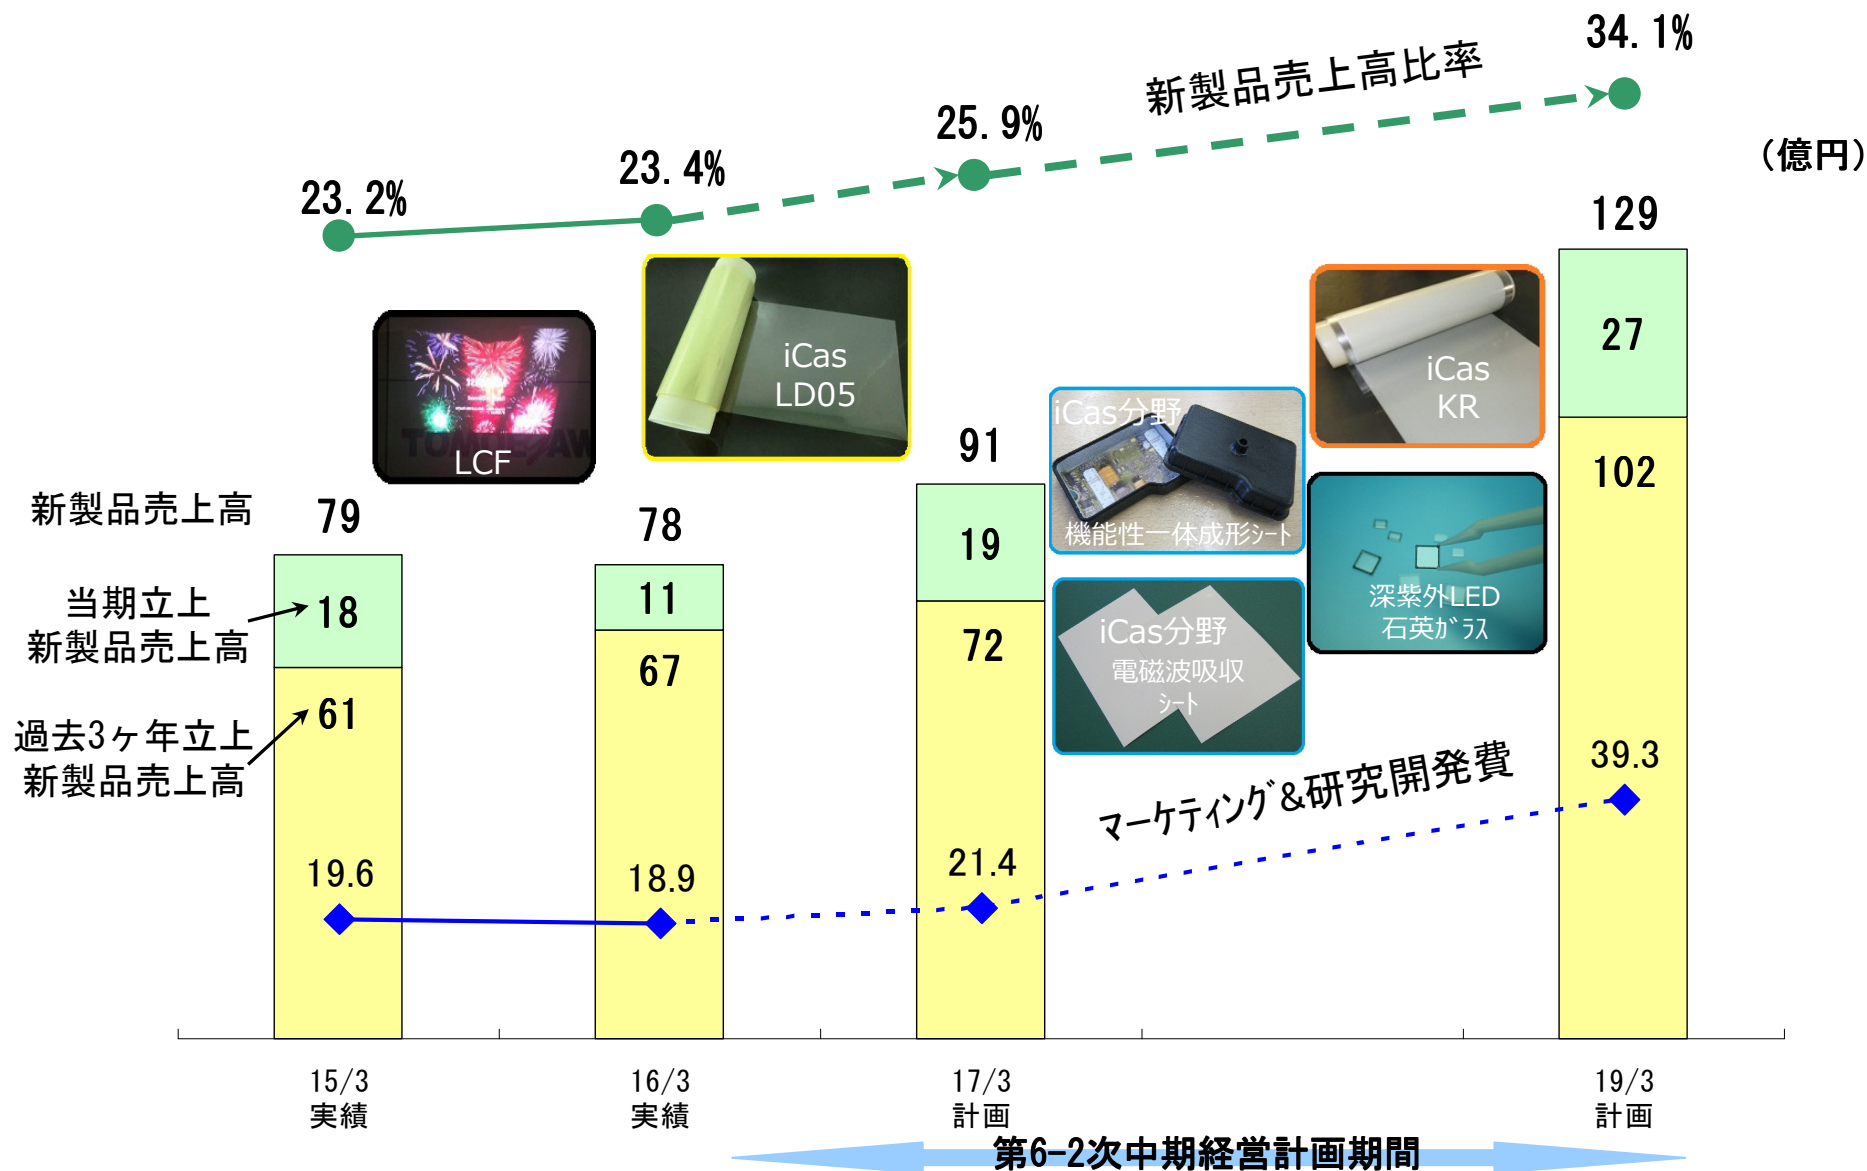 34.1%
新製品売上高比率
25.9%
23.4%
23.2%
（億円）
129
27
102
iCas
LD05
iCas
KR
LCF
iCas分野
機能性一体成形ｼｰﾄ
91
19
72
新製品売上高
79
78
当期立上
新製品売上高
18
11
深紫外LED
石英ｶﾞﾗｽ
iCas分野
電磁波吸収
ｼｰﾄ
過去3ヶ年立上
新製品売上高
61
67
39.3
ﾏｰｹﾃｨﾝｸﾞ&研究開発費
19.6
18.9
21.4
15/3
実績
16/3
実績
17/3
計画
19/3
計画
第6-2次中期経営計画期間